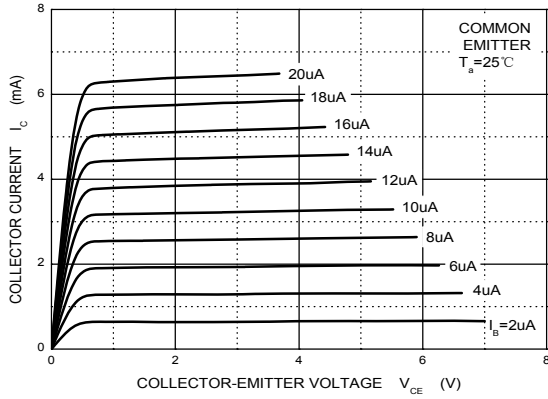 COMMON
EMITTER
Ta=25℃
20uA
18uA
16uA
14uA
12uA
10uA
8uA
6uA
4uA
IB=2uA
COLLECTOR CURRENT IC (mA)
8
6
4
2
0
0
2
4
6
8
COLLECTOR-EMITTER VOLTAGE VCE (V)